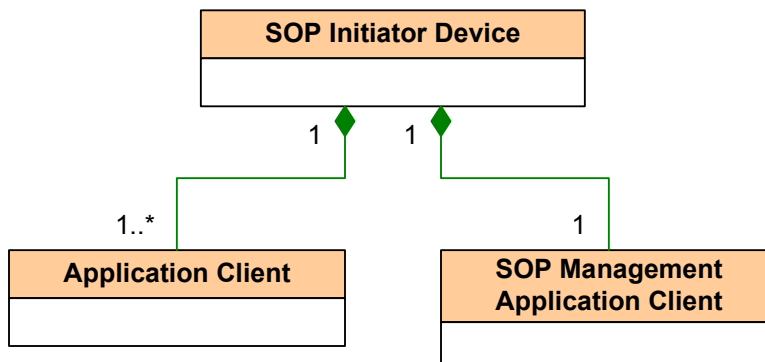 SOP Initiator Device
1
1
1..*
1
Application Client
SOP Management
Application Client